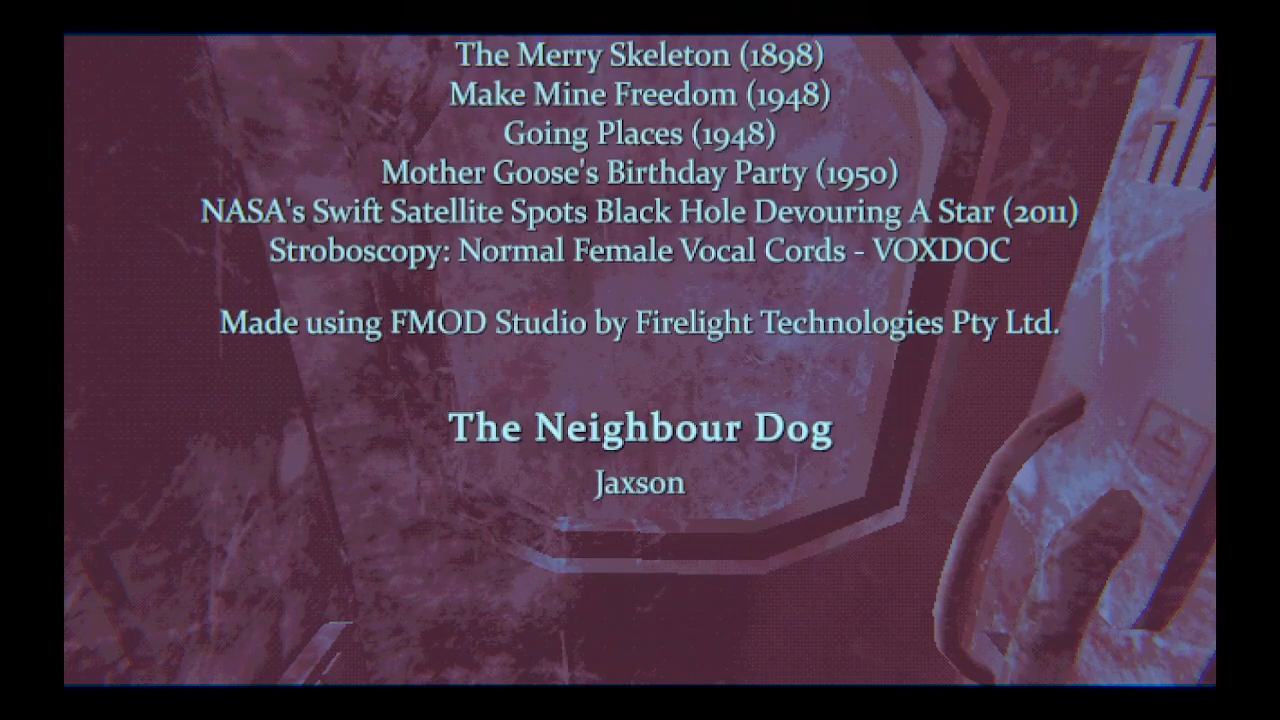 The Merry Skeleton (1898)
Make Mine Freedom (1948)
Going Places (1948)
Mother Goose's Birthday Party (1950)
NASA's Swift Satellite Spots Black Hole Devouring A Star (2011)
Stroboscopy: Normal Female Vocal Cords - VOXDOC
Made using FMOD Studio by Firelight Technologies Pty Ltd.
The Neighbour Dog
Jaxson